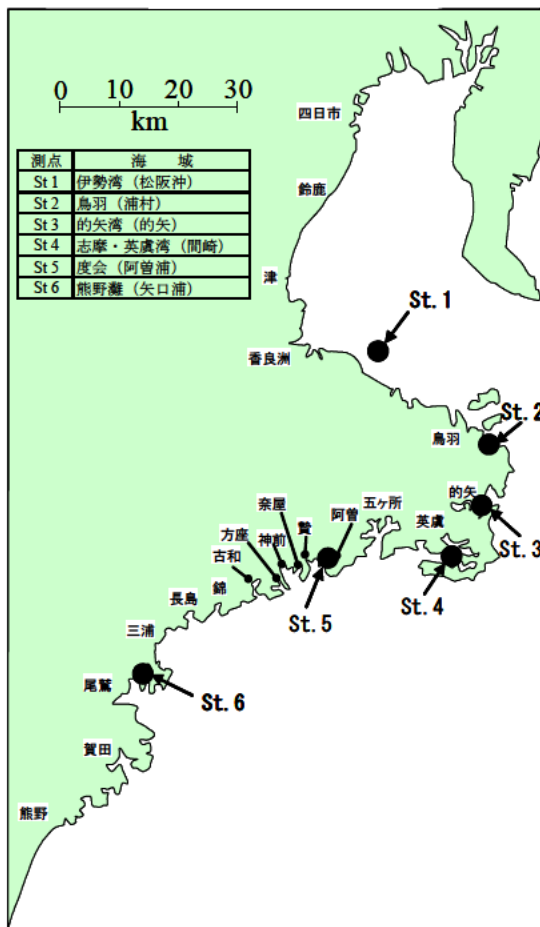 0 10 20 30
km
四日市
測点 海 域
St 1 伊勢湾（松阪沖）
St 2 鳥羽（浦村）
St 3 的矢湾（的矢）
St 4 志摩・英虞湾（間崎）
St 5 度会（阿曽浦）
St 6 熊野灘（矢口浦）
鈴鹿
津
St. 1
香良洲
St. 2
鳥羽
的矢
五ヶ所
奈屋
贄
阿曽
英虞
方座
神前
St. 3
古和
錦
St. 4
長島
St. 5
三浦
尾鷲
St. 6
賀田
熊野